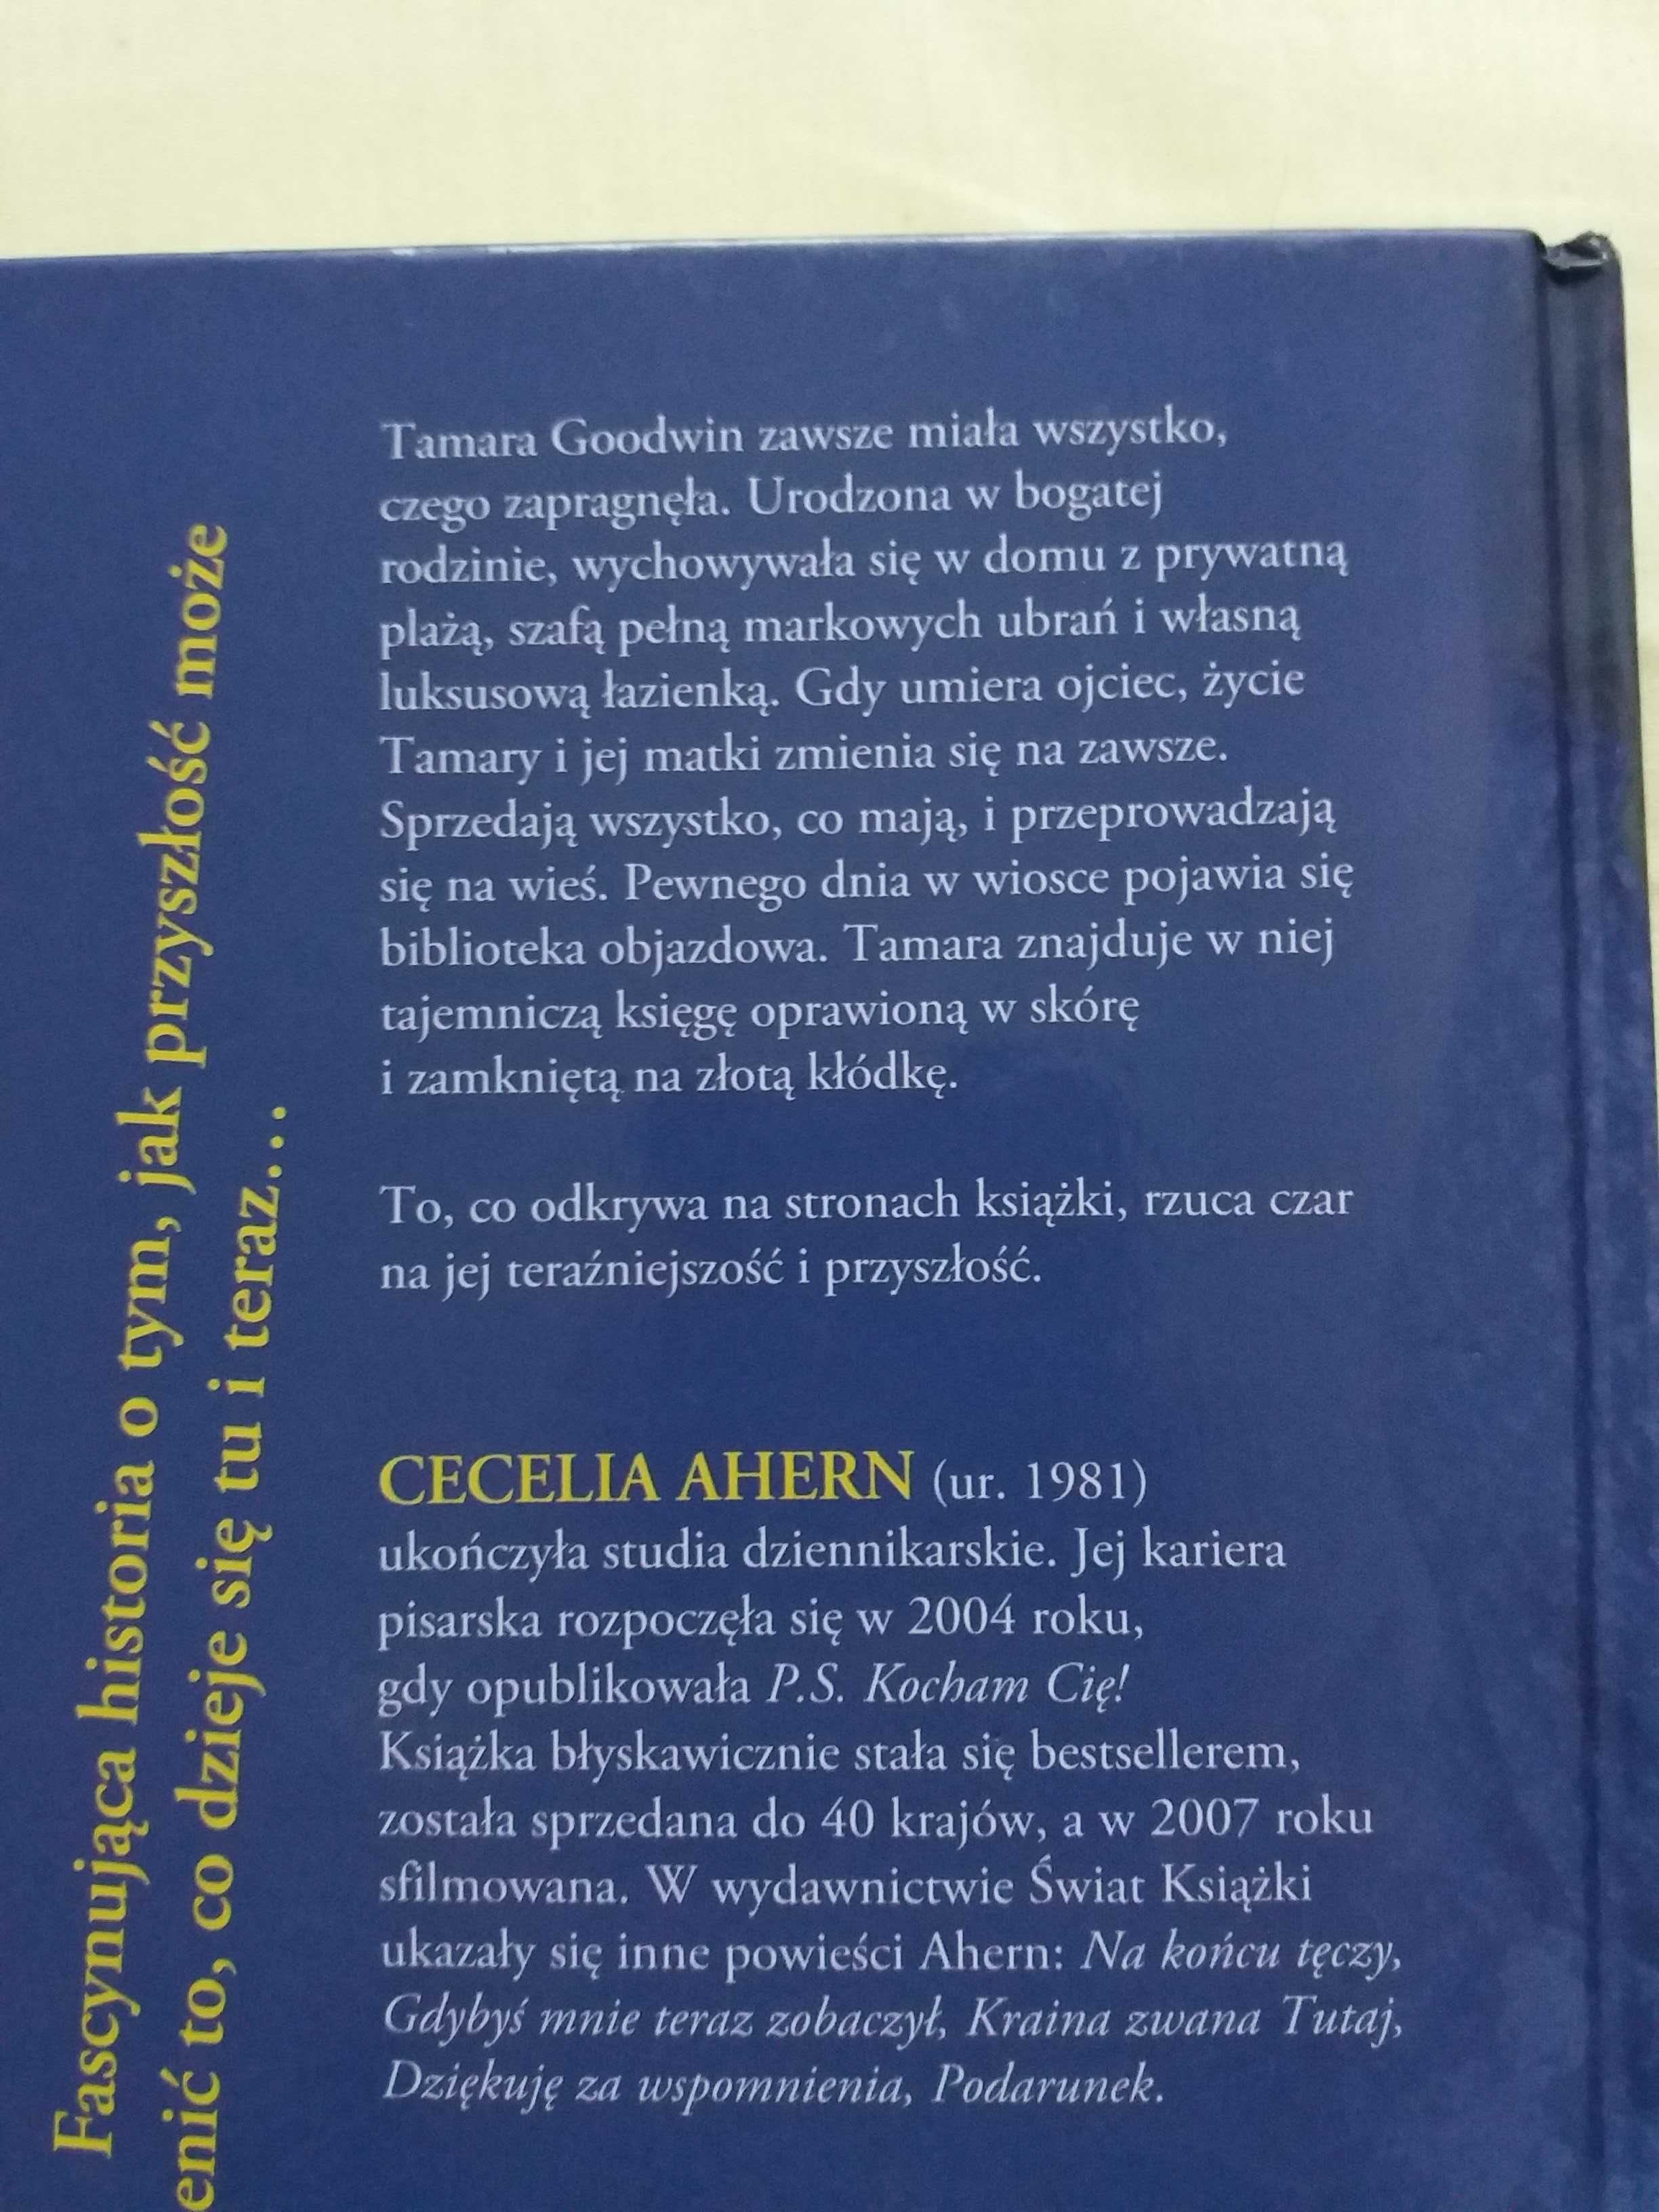 Fascynująca historia o tym, jak przyszłość może
to, co dzieje się tu i teraz...
Tamara Goodwin zawsze miała wszystko,
czego zapragnęła. Urodzona w bogatej
rodzinie, wychowywała się w domu z prywatną
plażą, szafą pełną markowych ubrań i własną
luksusową łazienką. Gdy umiera ojciec, życie
Tamary i jej matki zmienia się na zawsze.
Sprzedają wszystko, co mają, i przeprowadzają
się na wieś. Pewnego dnia w wiosce pojawia się
biblioteka objazdowa. Tamara znajduje w niej
tajemniczą księgę oprawioną w skórę
i zamkniętą na złotą kłódkę.
To, co odkrywa na stronach książki, rzuca czar
na jej teraźniejszość i przyszłość.
CECELIA AHERN (ur. 1981)
ukończyła studia dziennikarskie. Jej kariera
pisarska rozpoczęła się w 2004 roku,
gdy opublikowała P.S. Kocham Cię!
Książka błyskawicznie stała się bestsellerem,
została sprzedana do 40 krajów, a w 2007 roku
sfilmowana. W wydawnictwie Świat Książki
ukazały się inne powieści Ahern: Na końcu tęczy,
Gdybyś mnie teraz zobaczył, Kraina zwana Tutaj,
Dziękuję za wspomnienia, Podarunek.